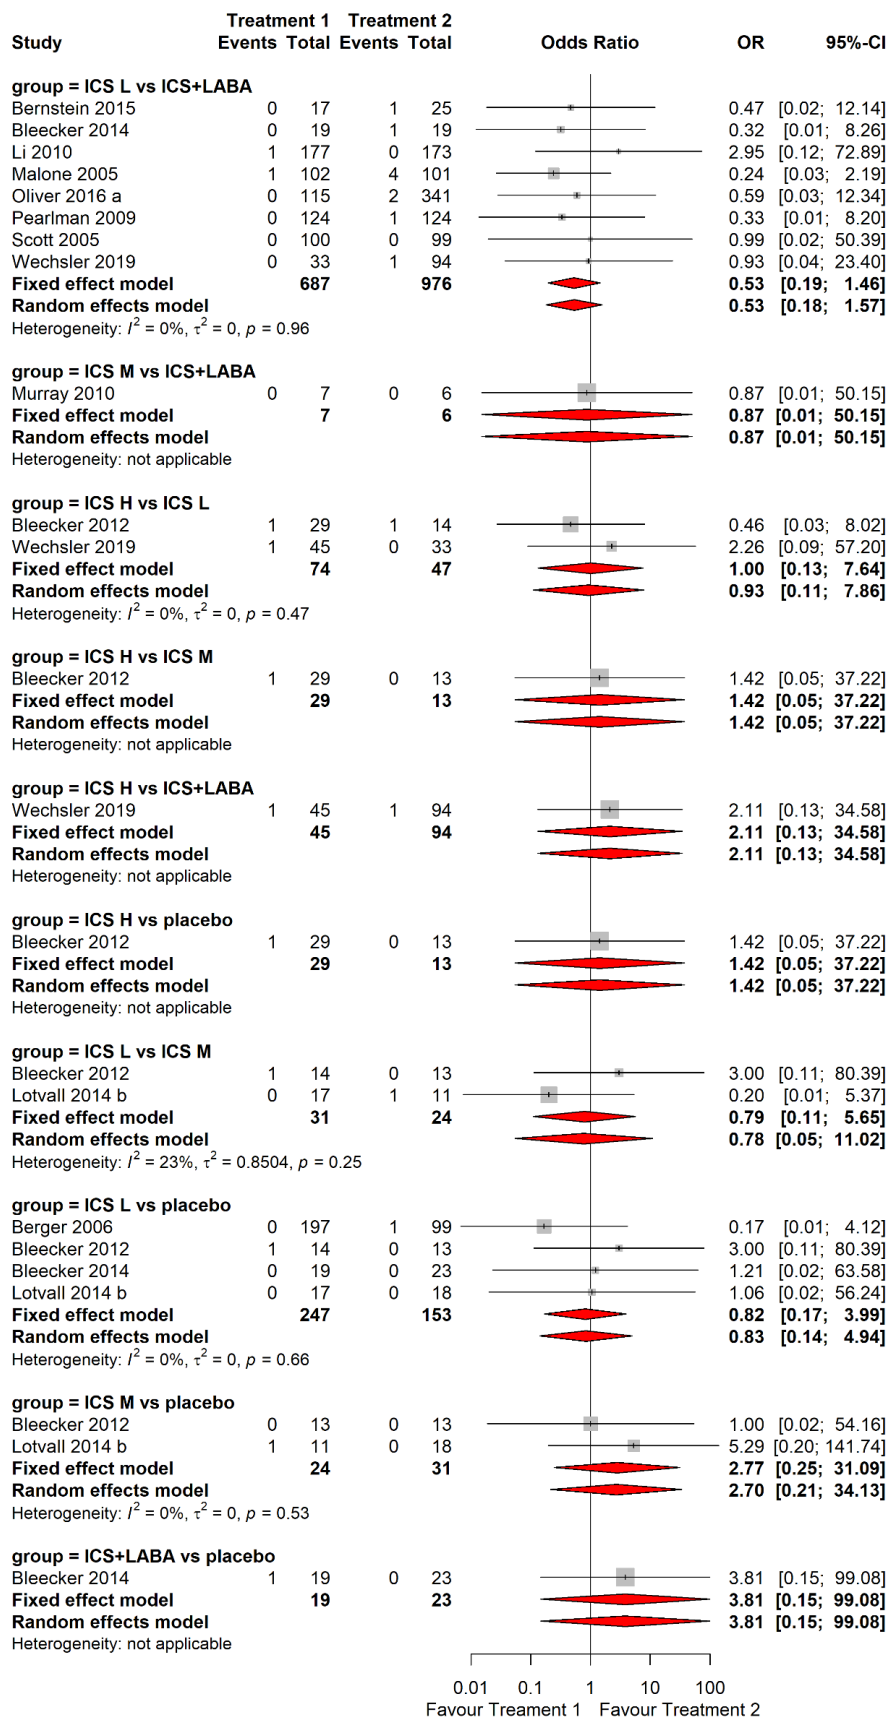 Treatment 1 Treatment 2
Study Events Total Events Total Odds Ratio OR 95%-CI
group = ICS L vs ICS+LABA
Bernstein 2015 0 17 1 25 0.47 [0.02; 12.14]
Bleecker 2014 0 19 1 19 0.32 [0.01; 8.26]
Li 2010 1 177 0 173 2.95 [0.12; 72.89]
Malone 2005 1 102 4 101 0.24 [0.03; 2.19]
Oliver 2016 a 0 115 2 341 0.59 [0.03; 12.34]
Pearlman 2009 0 124 1 124 0.33 [0.01; 8.20]
Scott 2005 0 100 0 99 0.99 [0.02; 50.39]
Wechsler 2019 0 33 1 94 0.93 [0.04; 23.40]
Fixed effect model 687 976 0.53 [0.19; 1.46]
Random effects model 0.53 [0.18; 1.57]
Heterogeneity: I² = 0%, τ² = 0, p = 0.96
group = ICS M vs ICS+LABA
Murray 2010 0 7 0 6 0.87 [0.01; 50.15]
Fixed effect model 7 6 0.87 [0.01; 50.15]
Random effects model 0.87 [0.01; 50.15]
Heterogeneity: not applicable
group = ICS H vs ICS L
Bleecker 2012 1 29 1 14 0.46 [0.03; 8.02]
Wechsler 2019 1 45 0 33 2.26 [0.09; 57.20]
Fixed effect model 74 47 1.00 [0.13; 7.64]
Random effects model 0.93 [0.11; 7.86]
Heterogeneity: I² = 0%, τ² = 0, p = 0.47
group = ICS H vs ICS M
Bleecker 2012 1 29 0 13 1.42 [0.05; 37.22]
Fixed effect model 29 13 1.42 [0.05; 37.22]
Random effects model 1.42 [0.05; 37.22]
Heterogeneity: not applicable
group = ICS H vs ICS+LABA
Wechsler 2019 1 45 1 94 2.11 [0.13; 34.58]
Fixed effect model 45 94 2.11 [0.13; 34.58]
Random effects model 2.11 [0.13; 34.58]
Heterogeneity: not applicable
group = ICS H vs placebo
Bleecker 2012 1 29 0 13 1.42 [0.05; 37.22]
Fixed effect model 29 13 1.42 [0.05; 37.22]
Random effects model 1.42 [0.05; 37.22]
Heterogeneity: not applicable
group = ICS L vs ICS M
Bleecker 2012 1 14 0 13 3.00 [0.11; 80.39]
Lotvall 2014 b 0 17 1 11 0.20 [0.01; 5.37]
Fixed effect model 31 24 0.79 [0.11; 5.65]
Random effects model 0.78 [0.05; 11.02]
Heterogeneity: I² = 23%, τ² = 0.8504, p = 0.25
group = ICS L vs placebo
Berger 2006 0 197 1 99 0.17 [0.01; 4.12]
Bleecker 2012 1 14 0 13 3.00 [0.11; 80.39]
Bleecker 2014 0 19 0 23 1.21 [0.02; 63.58]
Lotvall 2014 b 0 17 0 18 1.06 [0.02; 56.24]
Fixed effect model 247 153 0.82 [0.17; 3.99]
Random effects model 0.83 [0.14; 4.94]
Heterogeneity: I² = 0%, τ² = 0, p = 0.66
group = ICS M vs placebo
Bleecker 2012 0 13 0 13 1.00 [0.02; 54.16]
Lotvall 2014 b 1 11 0 18 5.29 [0.20; 141.74]
Fixed effect model 24 31 2.77 [0.25; 31.09]
Random effects model 2.70 [0.21; 34.13]
Heterogeneity: I² = 0%, τ² = 0, p = 0.53
group = ICS+LABA vs placebo
Bleecker 2014 1 19 0 23 3.81 [0.15; 99.08]
Fixed effect model 19 23 3.81 [0.15; 99.08]
Random effects model 3.81 [0.15; 99.08]
Heterogeneity: not applicable
0.01 0.1 1 10 100
Favour Treament 1 Favour Treatment 2